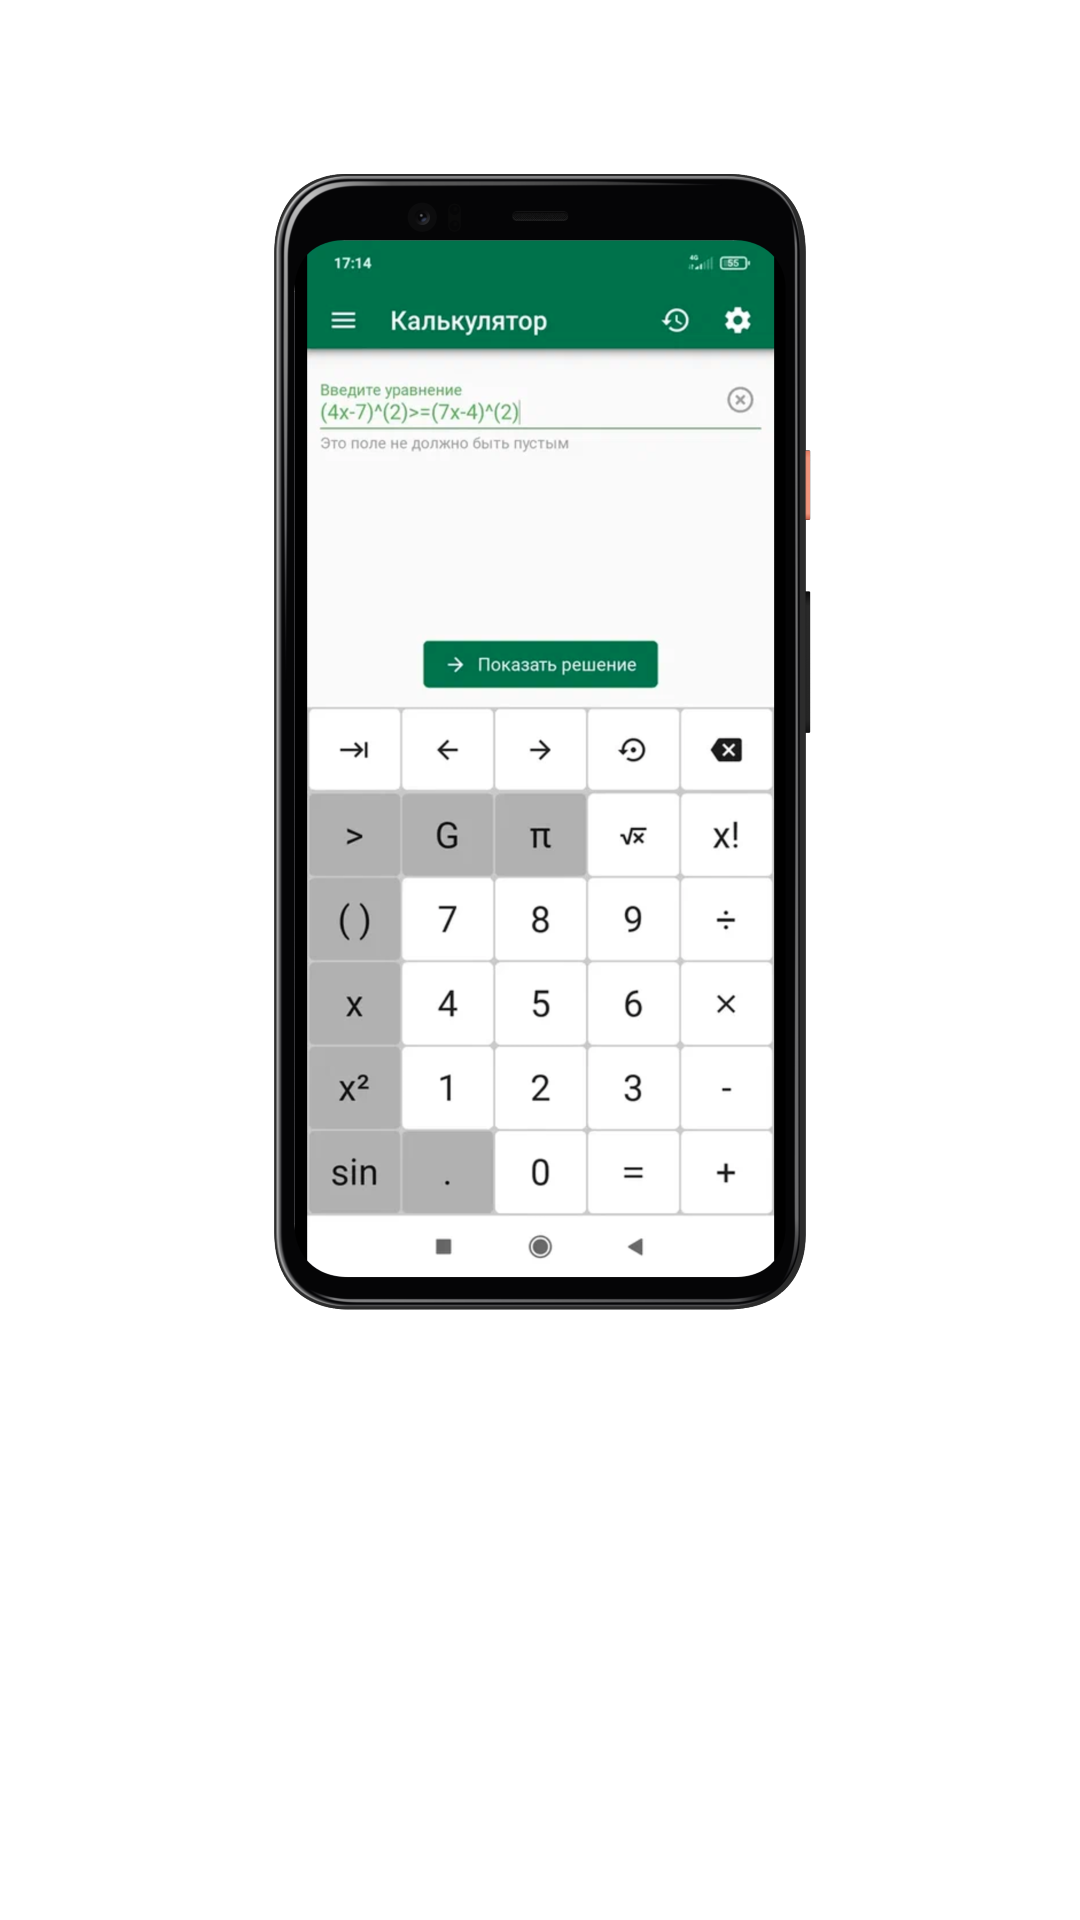 17:14 4G 55
Калькулятор
Введите уравнение
(4x-7)^(2)>=(7x-4)^(2)
Это поле не должно быть пустым
Показать решение
> G π √x x!
( ) 7 8 9 ÷
x 4 5 6 ×
x² 1 2 3 -
sin . 0 = +